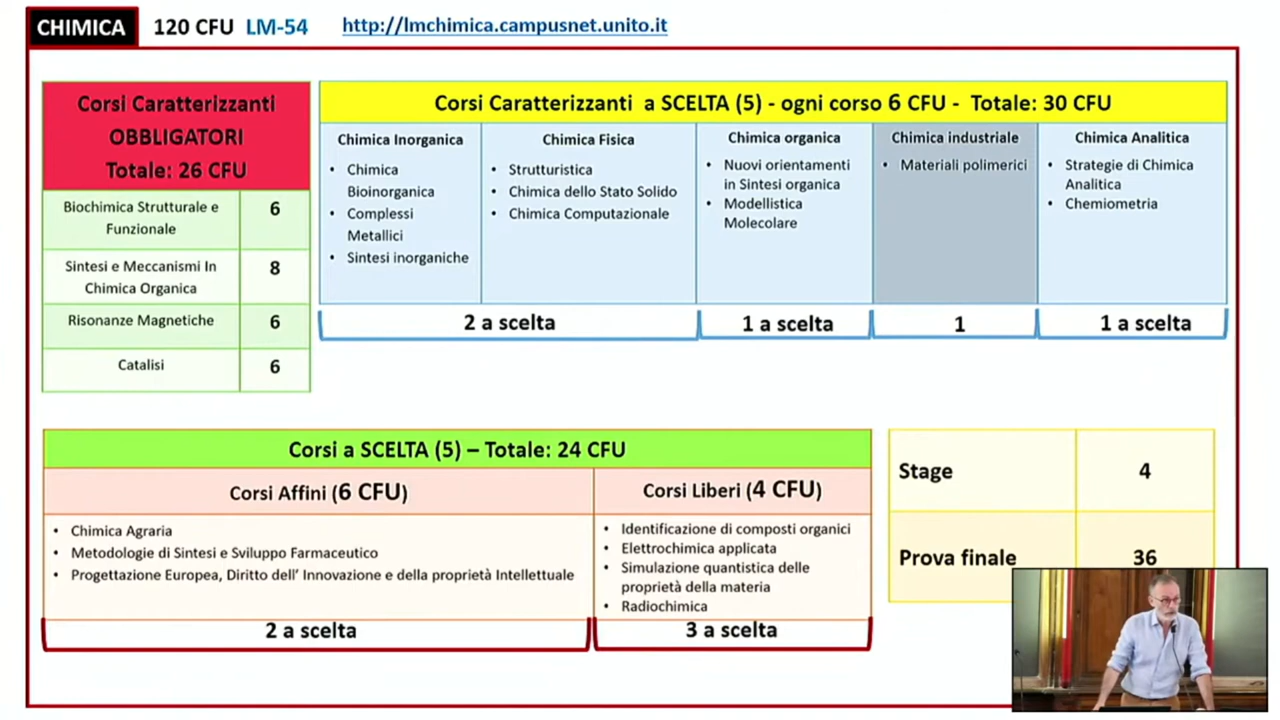 CHIMICA 120 CFU LM-54 http://lmchimica.campusnet.unito.it
Corsi Caratterizzanti
OBBLIGATORI
Totale: 26 CFU
Biochimica Strutturale e
Funzionale
6
Sintesi e Meccanismi In
Chimica Organica
8
Risonanze Magnetiche 6
Catalisi 6
Corsi Caratterizzanti a SCELTA (5) - ogni corso 6 CFU - Totale: 30 CFU
Chimica Inorganica
• Chimica
Bioinorganica
• Complessi
Metallici
• Sintesi inorganiche
Chimica Fisica
• Strutturistica
• Chimica dello Stato Solido
• Chimica Computazionale
2 a scelta
Chimica organica
• Nuovi orientamenti
in Sintesi organica
• Modellistica
Molecolare
1 a scelta
Chimica industriale
• Materiali polimerici
1
Chimica Analitica
• Strategie di Chimica
Analitica
• Chemiometria
1 a scelta
Corsi a SCELTA (5) – Totale: 24 CFU
Corsi Affini (6 CFU)
• Chimica Agraria
• Metodologie di Sintesi e Sviluppo Farmaceutico
• Progettazione Europea, Diritto dell' Innovazione e della proprietà Intellettuale
2 a scelta
Corsi Liberi (4 CFU)
• Identificazione di composti organici
• Elettrochimica applicata
• Simulazione quantistica delle
proprietà della materia
• Radiochimica
3 a scelta
Stage 4
Prova finale 36